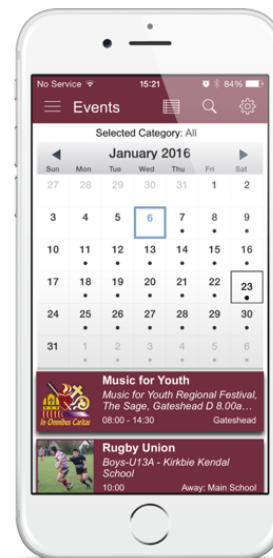 No Service 15:21 84%
Events
Selected Category: All
January 2016
Sun Mon Tue Wed Thu Fri Sat
27 28 29 30 31 1 2
3 4 5 6 7 8 9
10 11 12 13 14 15 16
17 18 19 20 21 22 23
24 25 26 27 28 29 30
31 1 2 3 4 5 6
Music for Youth
Music for Youth Regional Festival,
The Sage, Gateshead D 8.00a...
08:00 - 14:30 Gateshead
In Omnibus Caritas
Rugby Union
Boys-U13A - Kirkbie Kendal
School
10:00 Away: Main School